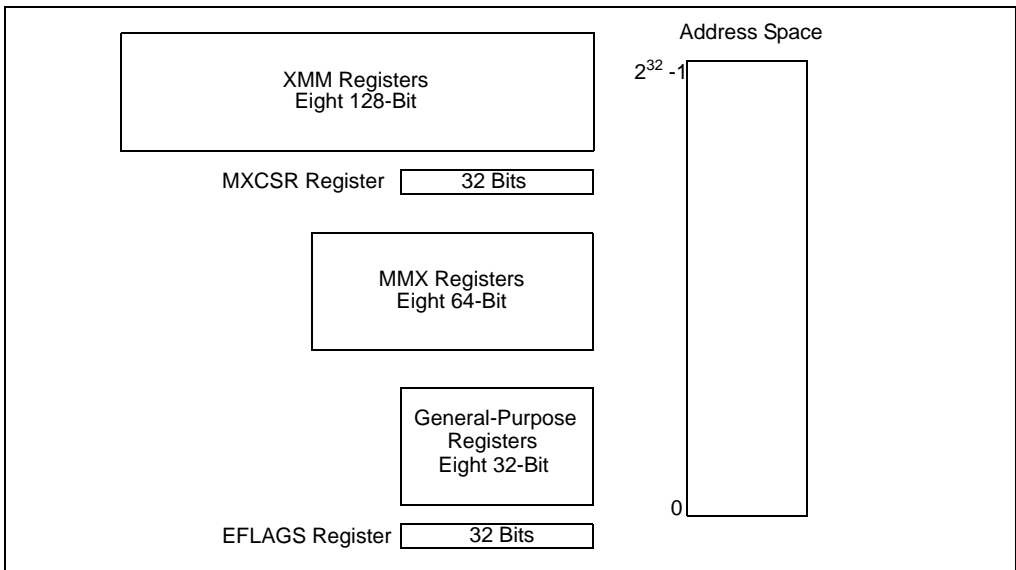 Address Space
XMM Registers
Eight 128-Bit
2³² -1
MXCSR Register
32 Bits
MMX Registers
Eight 64-Bit
General-Purpose
Registers
Eight 32-Bit
0
EFLAGS Register
32 Bits